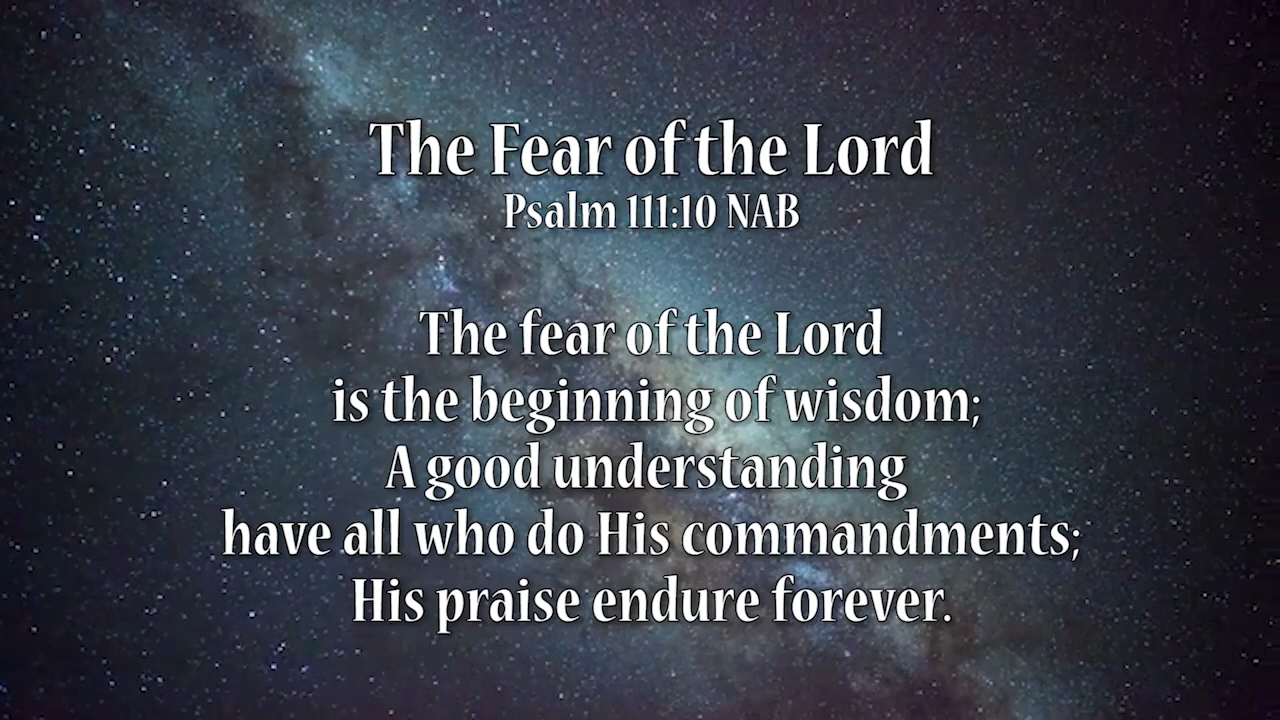 The Fear of the Lord
Psalm 111:10 NAB
The fear of the Lord
is the beginning of wisdom;
A good understanding
have all who do His commandments;
His praise endure forever.